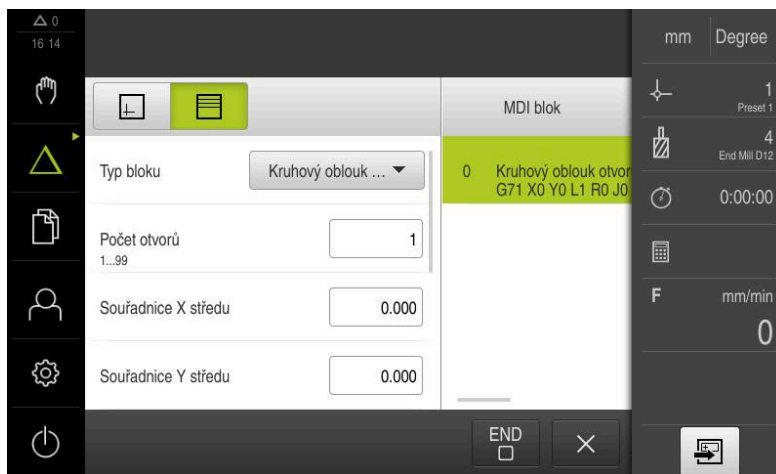 0
16 14
mm
Degree
MDI blok
1
Preset 1
Typ bloku
Kruhový oblouk ...
0 Kruhový oblouk otvor
G71 X0 Y0 L1 R0 J0
4
End Mill D12
0:00:00
Počet otvorů
1...99
1
Souřadnice X středu
0.000
F
mm/min
0
Souřadnice Y středu
0.000
END